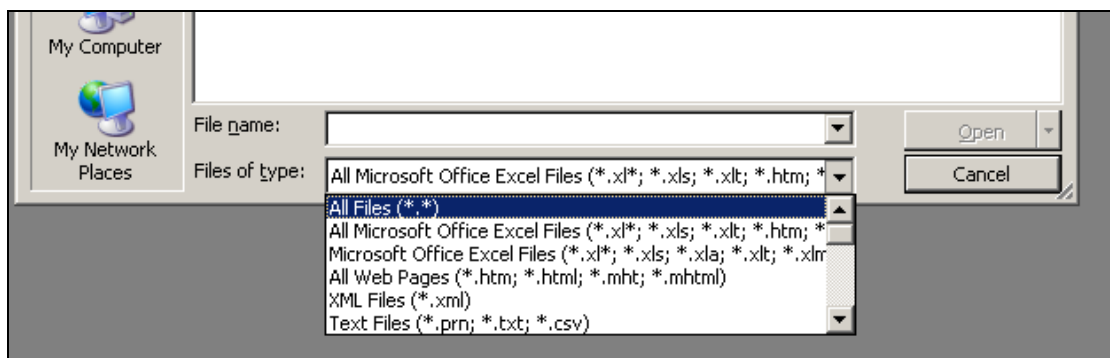 My Computer
My Network
Places
File name:
Open
Files of type:
All Microsoft Office Excel Files (*.xl*; *.xls; *.xlt; *.htm; *
Cancel
All Files (*.*)
All Microsoft Office Excel Files (*.xl*; *.xls; *.xlt; *.htm; *
Microsoft Office Excel Files (*.xl*; *.xls; *.xla; *.xlt; *.xlm
All Web Pages (*.htm; *.html; *.mht; *.mhtml)
XML Files (*.xml)
Text Files (*.prn; *.txt; *.csv)